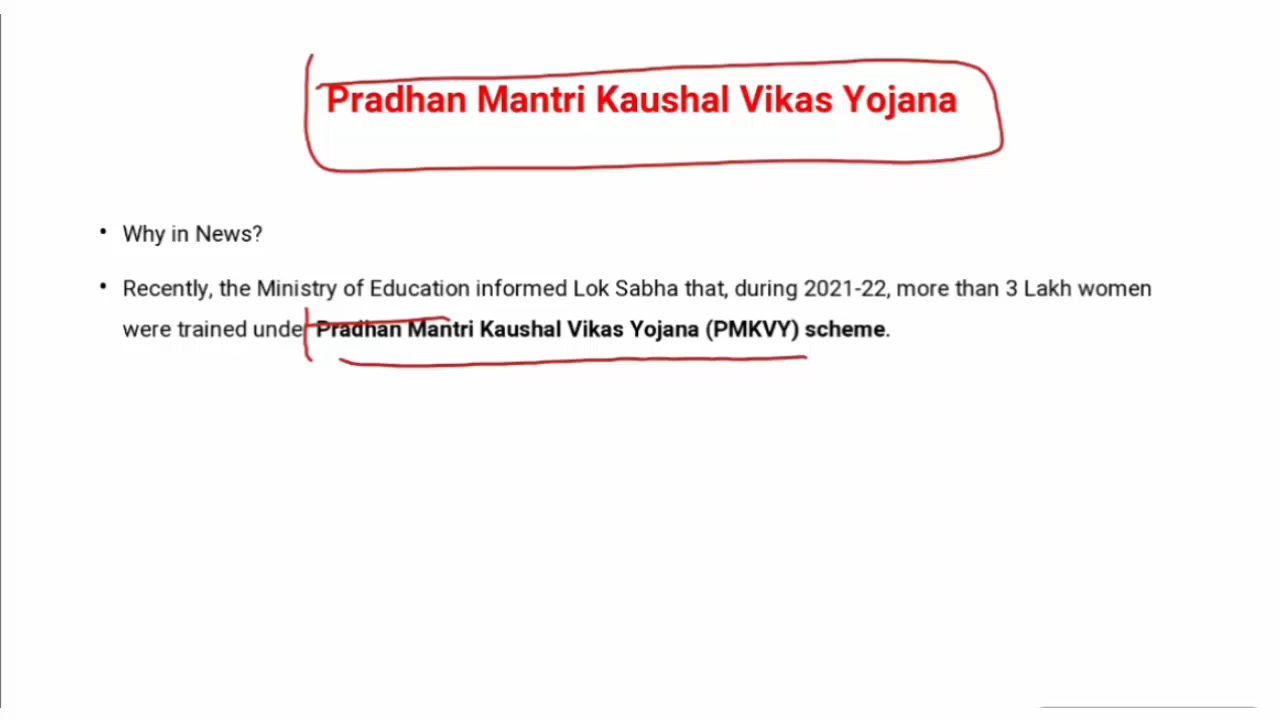 Pradhan Mantri Kaushal Vikas Yojana
• Why in News?
• Recently, the Ministry of Education informed Lok Sabha that, during 2021-22, more than 3 Lakh women
were trained unde Pradhan Mantri Kaushal Vikas Yojana (PMKVY) scheme.